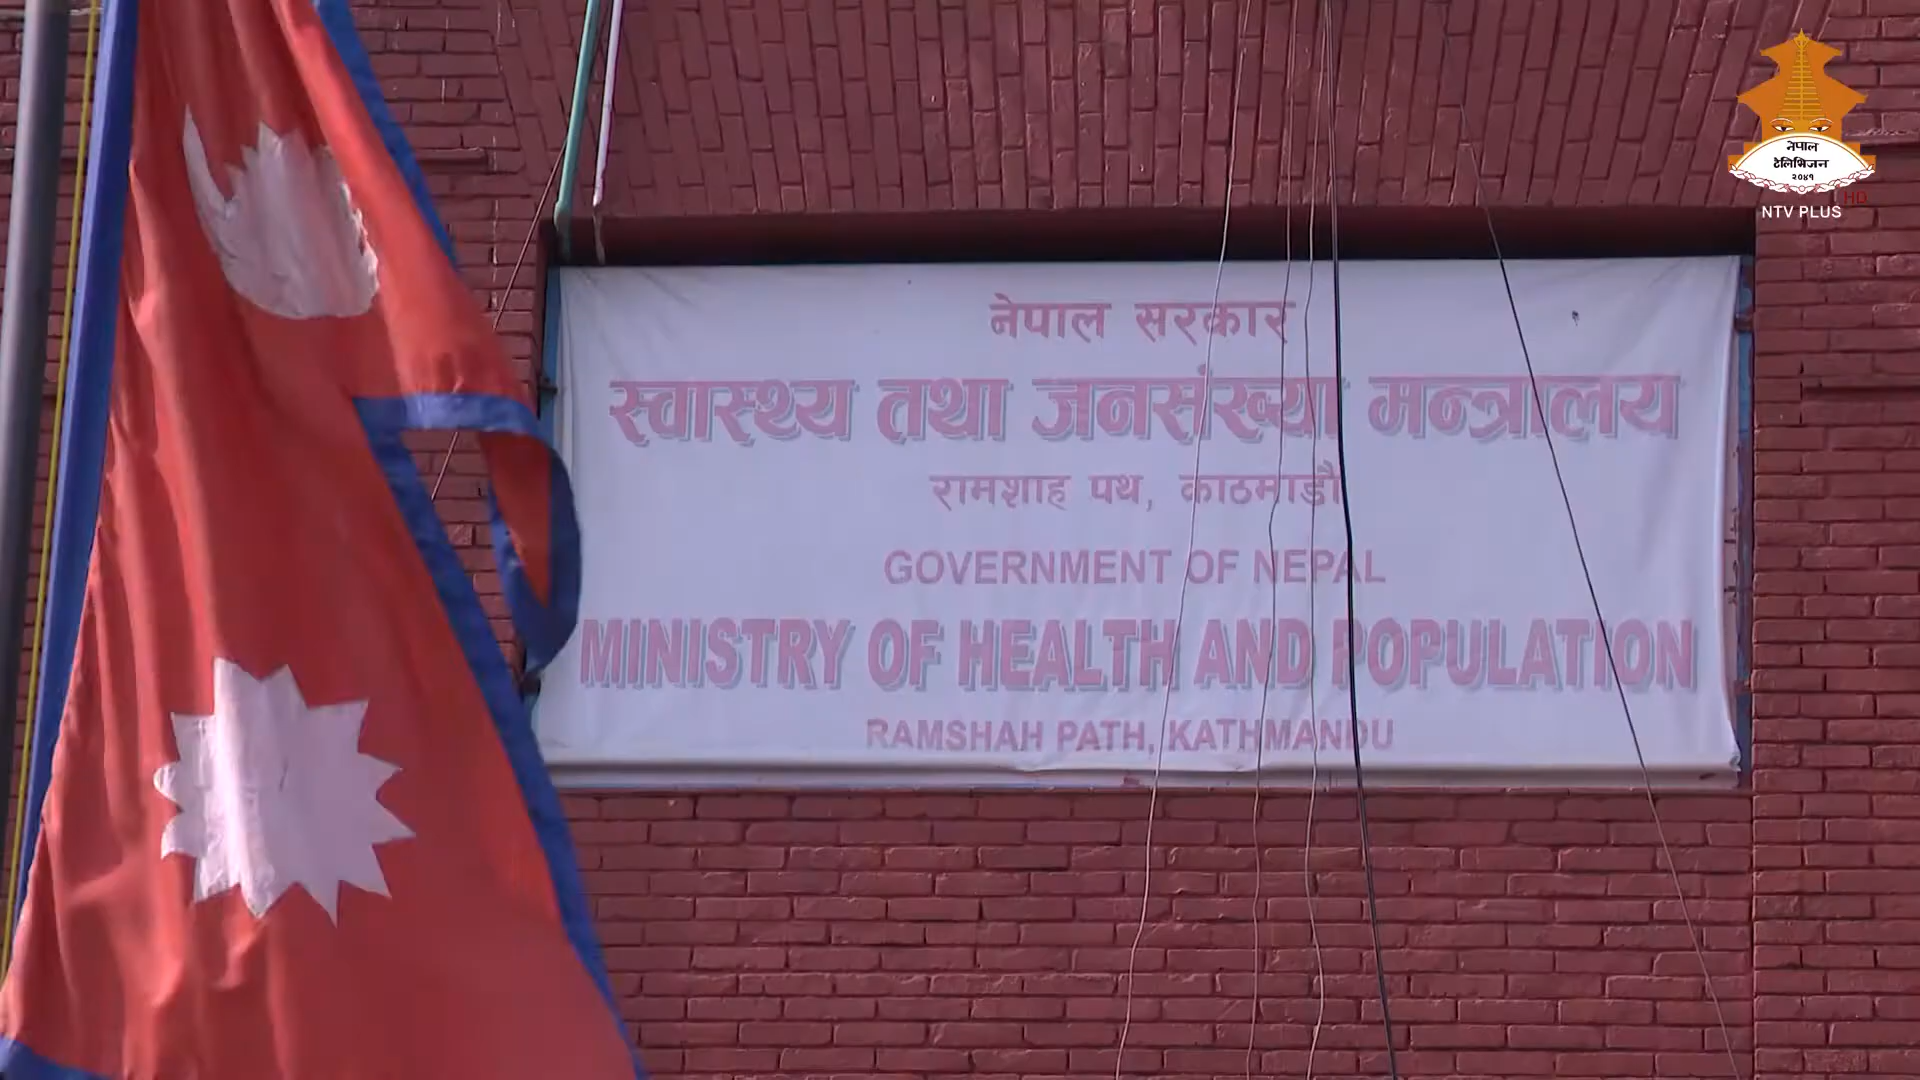 नेपाल सरकार
स्वास्थ्य तथा जनसंख्या मन्त्रालय
रामशाह पथ, काठमाडौं
GOVERNMENT OF NEPAL
MINISTRY OF HEALTH AND POPULATION
RAMSHAH PATH, KATHMANDU
नेपाल
टेलिभिजन
२०४१
HD
NTV PLUS